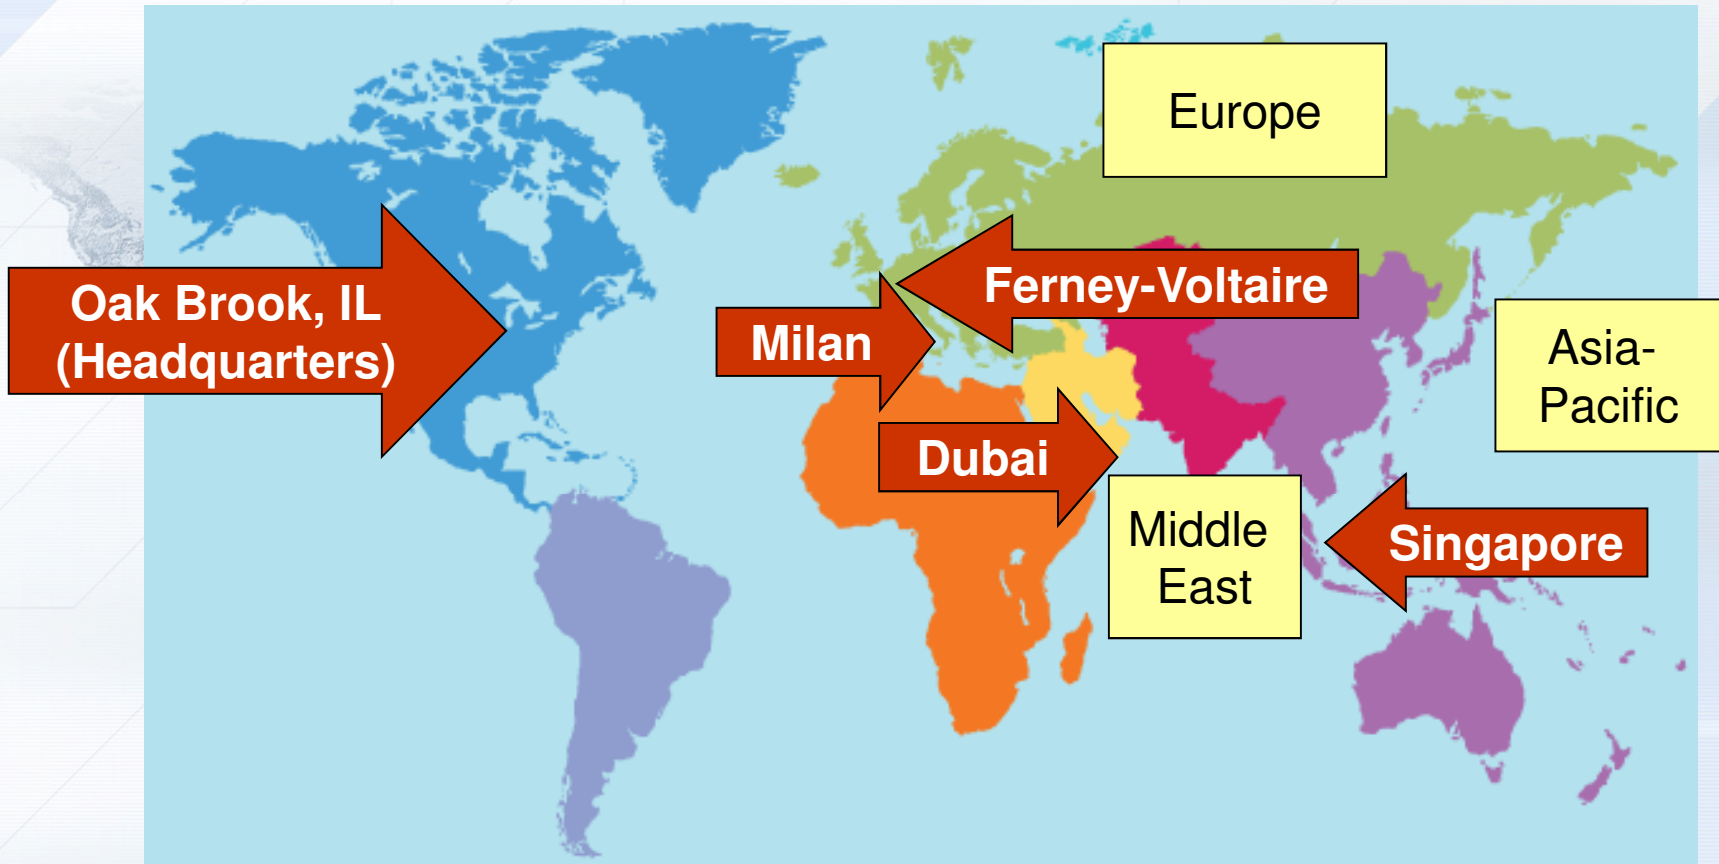 Europe
Oak Brook, IL
(Headquarters)
Ferney-Voltaire
Milan
Asia-
Pacific
Dubai
Middle
East
Singapore